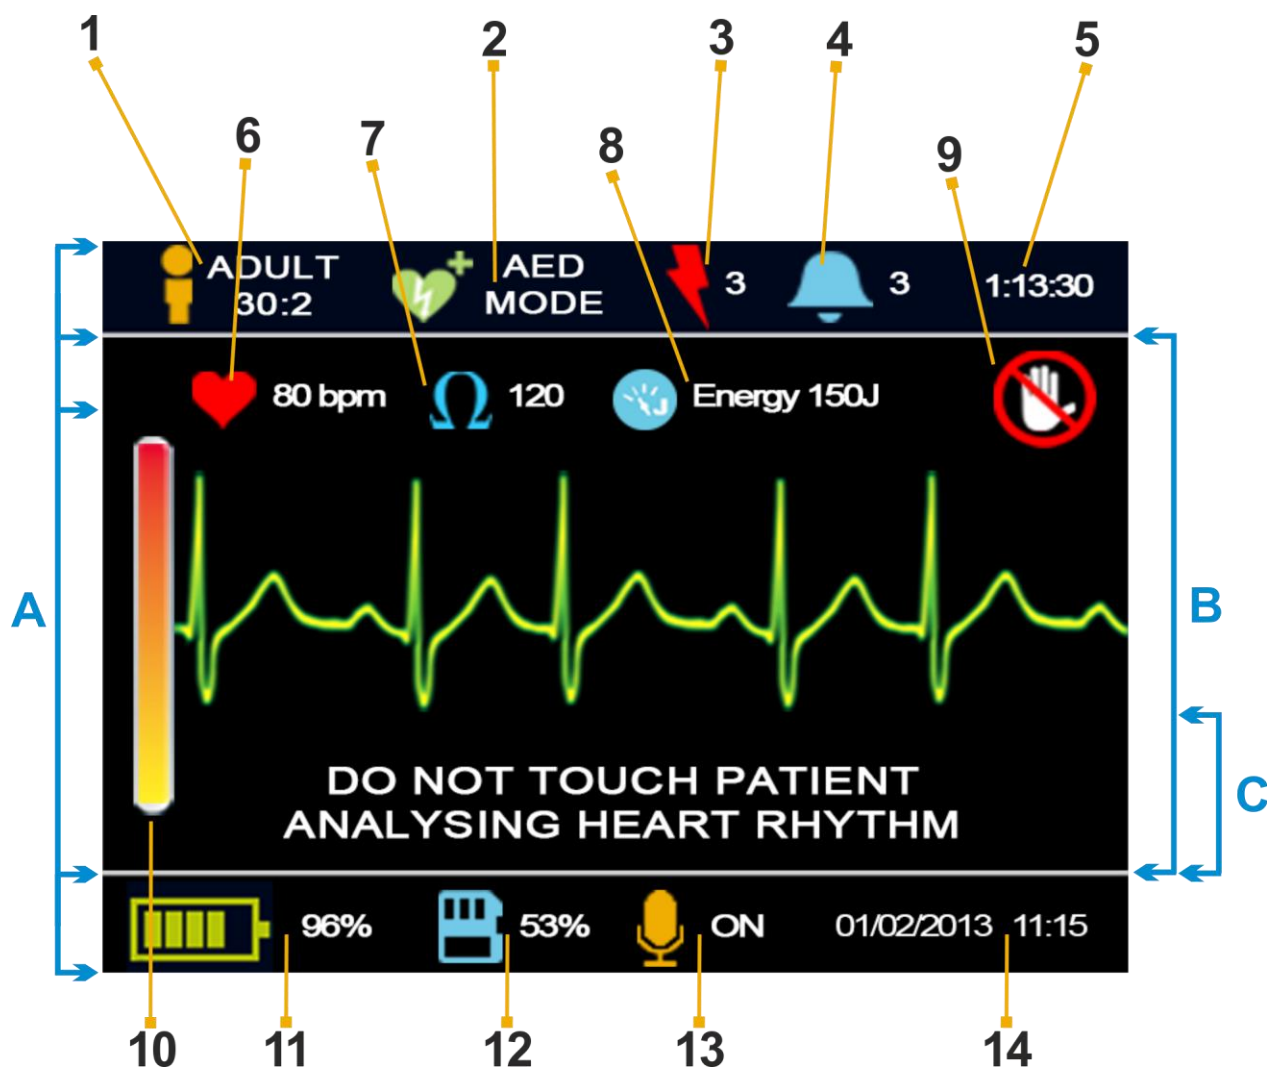 1 2 3 4 5
6 7 8 9
ADULT
30:2
AED
MODE
3
3
1:13:30
80 bpm
Ω 120
Energy 150J
J
A
B
C
DO NOT TOUCH PATIENT
ANALYSING HEART RHYTHM
96%
53%
ON
01/02/2013 11:15
10 11 12 13 14